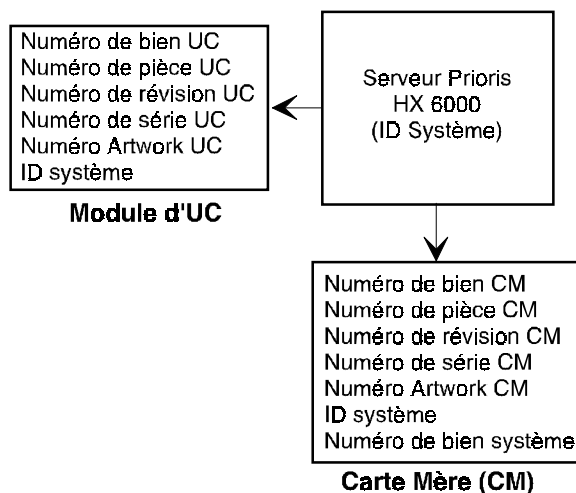 Numéro de bien UC
Numéro de pièce UC
Numéro de révision UC
Numéro de série UC
Numéro Artwork UC
ID système
Module d'UC
Serveur Prioris
HX 6000
(ID Système)
Numéro de bien CM
Numéro de pièce CM
Numéro de révision CM
Numéro de série CM
Numéro Artwork CM
ID système
Numéro de bien système
Carte Mère (CM)